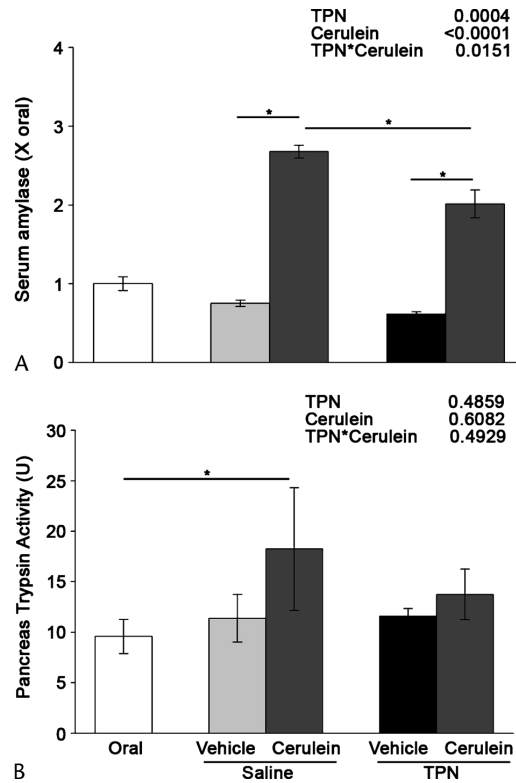 TPN 0.0004
Cerulein <0.0001
TPN*Cerulein 0.0151
Serum amylase (X oral)
4
3
2
1
0
*
*
*
A
TPN 0.4859
Cerulein 0.6082
TPN*Cerulein 0.4929
Pancreas Trypsin Activity (U)
30
25
20
15
10
5
0
*
Oral Vehicle Cerulein Vehicle Cerulein
Saline TPN
B